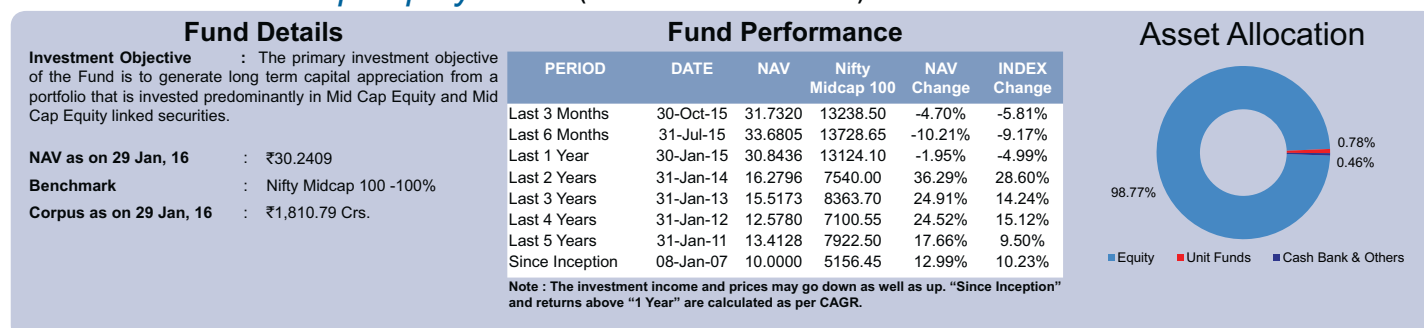 Fund Details
Investment Objective : The primary investment objective
of the Fund is to generate long term capital appreciation from a
portfolio that is invested predominantly in Mid Cap Equity and Mid
Cap Equity linked securities.
NAV as on 29 Jan, 16 : ₹30.2409
Benchmark : Nifty Midcap 100 -100%
Corpus as on 29 Jan, 16 : ₹1,810.79 Crs.
Fund Performance
PERIOD DATE NAV Nifty Midcap 100 NAV Change INDEX Change
Last 3 Months 30-Oct-15 31.7320 13238.50 -4.70% -5.81%
Last 6 Months 31-Jul-15 33.6805 13728.65 -10.21% -9.17%
Last 1 Year 30-Jan-15 30.8436 13124.10 -1.95% -4.99%
Last 2 Years 31-Jan-14 16.2796 7540.00 36.29% 28.60%
Last 3 Years 31-Jan-13 15.5173 8363.70 24.91% 14.24%
Last 4 Years 31-Jan-12 12.5780 7100.55 24.52% 15.12%
Last 5 Years 31-Jan-11 13.4128 7922.50 17.66% 9.50%
Since Inception 08-Jan-07 10.0000 5156.45 12.99% 10.23%
Note : The investment income and prices may go down as well as up. “Since Inception”
and returns above “1 Year” are calculated as per CAGR.
Asset Allocation
0.78%
0.46%
98.77%
Equity Unit Funds Cash Bank & Others